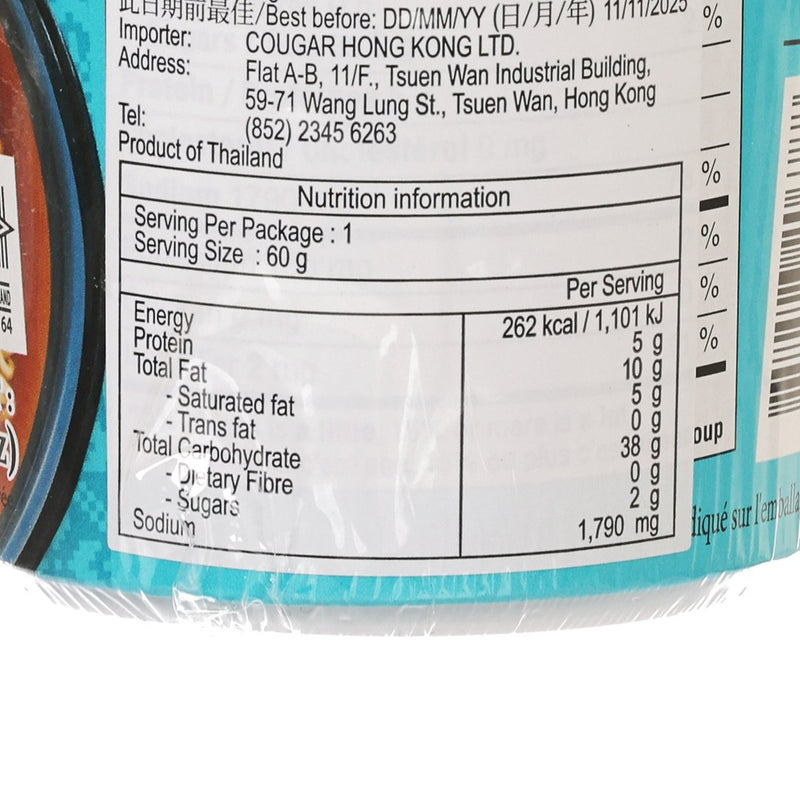 此日期前最佳/Best before: DD/MM/YY (日/月/年) 11/11/2025
Importer: COUGAR HONG KONG LTD.
Address: Flat A-B, 11/F., Tsuen Wan Industrial Building,
59-71 Wang Lung St., Tsuen Wan, Hong Kong
Tel: (852) 2345 6263
Product of Thailand
Nutrition information
Serving Per Package : 1
Serving Size : 60 g
Per Serving
Energy 262 kcal / 1,101 kJ
Protein 5 g
Total Fat 10 g
- Saturated fat 5 g
- Trans fat 0 g
Total Carbohydrate 38 g
- Dietary Fibre 0 g
- Sugars 2 g
Sodium 1,790 mg
%
%
%
%
%
oup
diqué sur l'emballa
AND
64